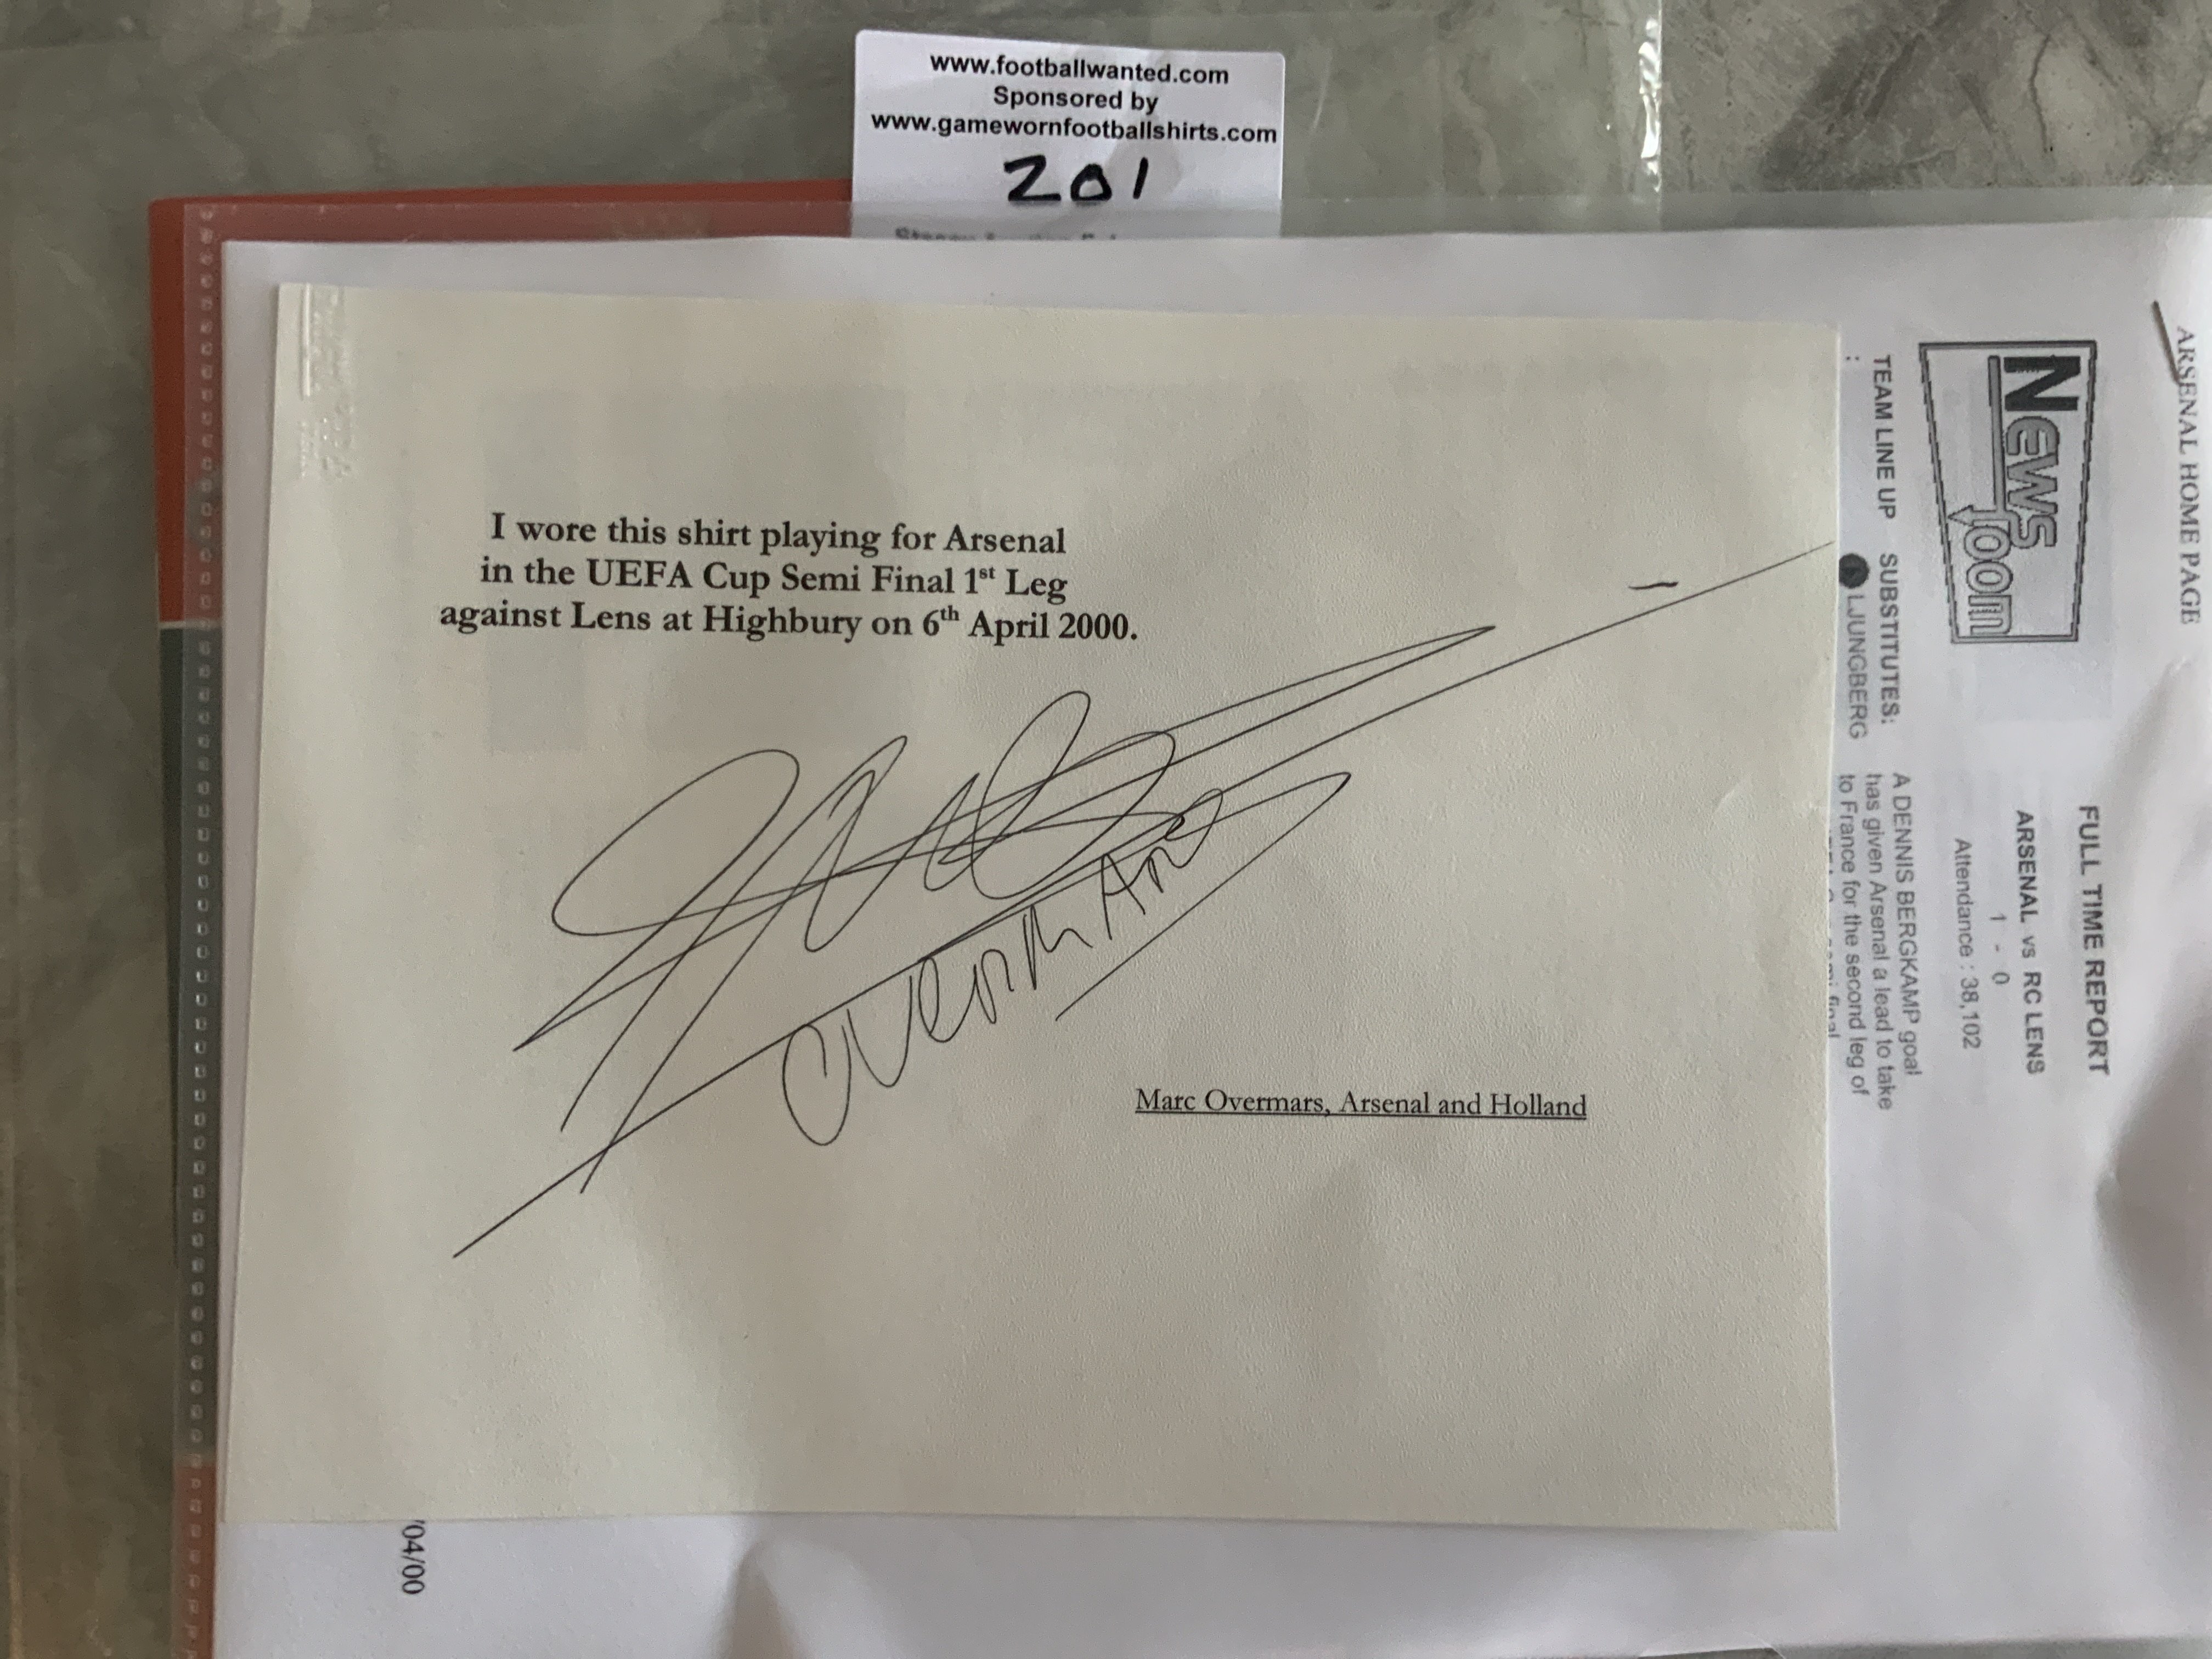 www.footballwanted.com
Sponsored by
www.gamewornfootballshirts.com
201
I wore this shirt playing for Arsenal
in the UEFA Cup Semi Final 1st Leg
against Lens at Highbury on 6th April 2000.
Overmars
Marc Overmars, Arsenal and Holland
ARSENAL HOME PAGE
News room
FULL TIME REPORT
ARSENAL vs RC LENS
1 - 0
Attendance : 38,102
TEAM LINE UP
:
SUBSTITUTES:
LJUNGBERG
A DENNIS BERGKAMP goal
has given Arsenal a lead to take
to France for the second leg of
/04/00